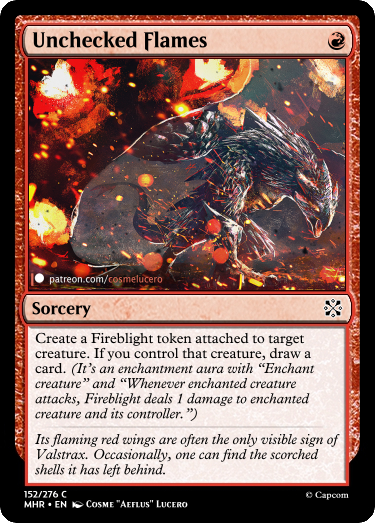 Unchecked Flames
patreon.com/cosmelucero
Sorcery
Create a Fireblight token attached to target
creature. If you control that creature, draw a
card. (It's an enchantment aura with "Enchant
creature" and "Whenever enchanted creature
attacks, Fireblight deals 1 damage to enchanted
creature and its controller.")
Its flaming red wings are often the only visible sign of
Valstrax. Occasionally, one can find the scorched
shells it has left behind.
152/276 C
MHR • EN Cosme "Aeflus" Lucero
© Capcom